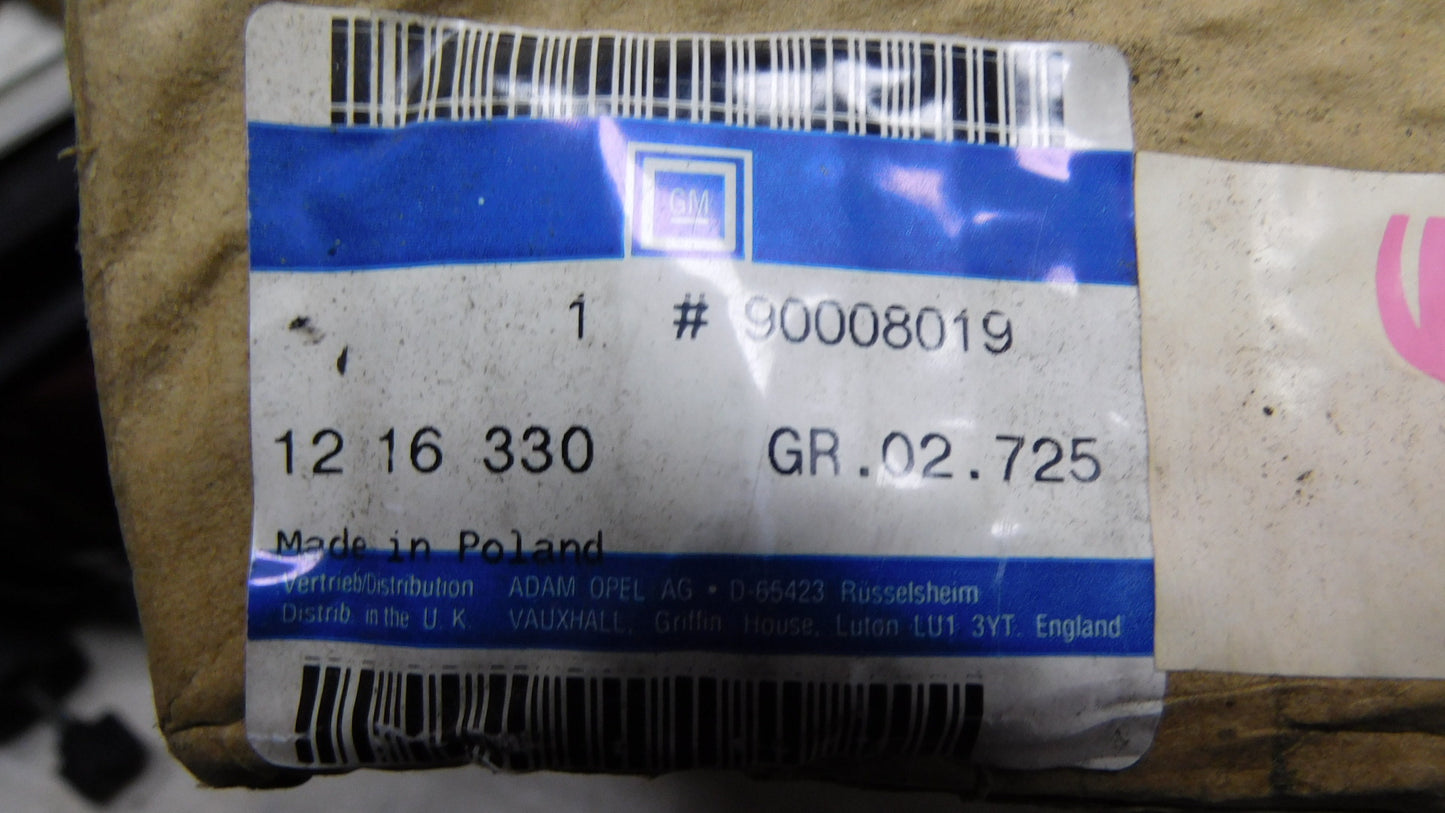 GM
1 # 90008019
12 16 330 GR.02.725
Made in Poland
Vertrieb/Distribution ADAM OPEL AG • D-65423 Rüsselsheim
Distrib. in the U. K. VAUXHALL, Griffin House, Luton LU1 3YT. England